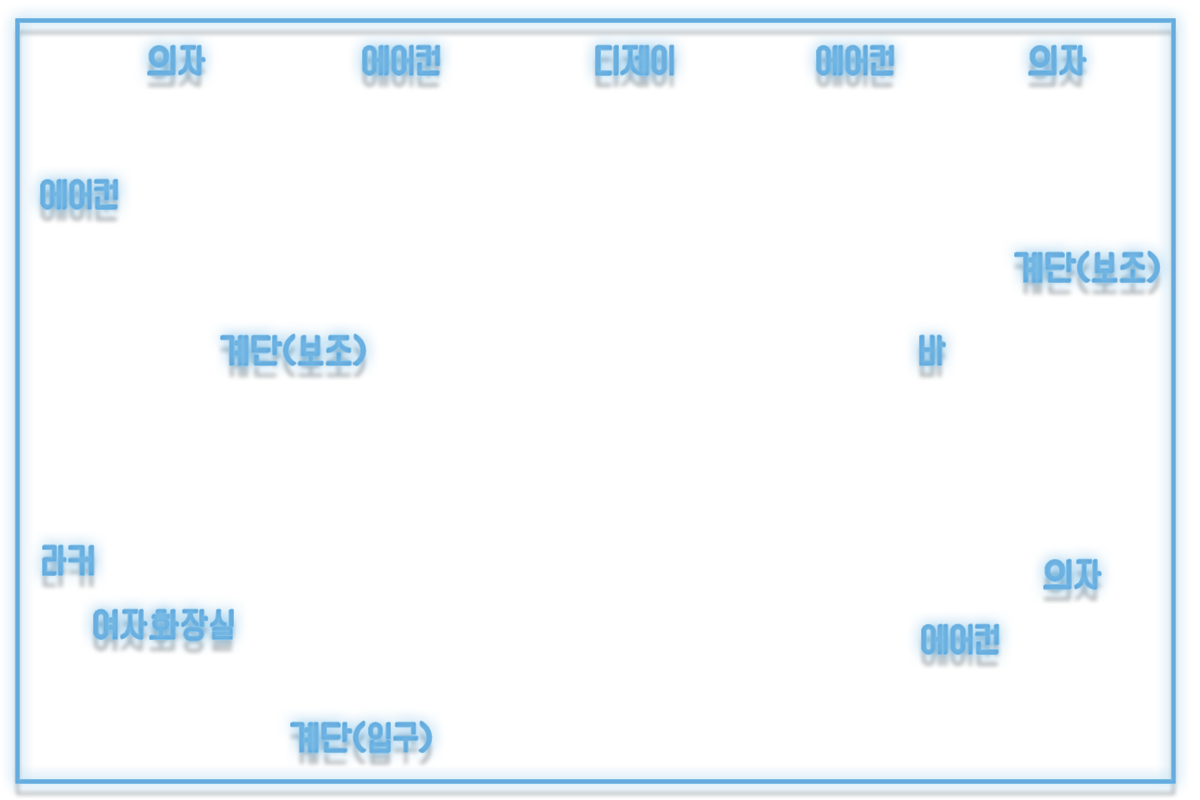 의자 에어컨 디제이 에어컨 의자
에어컨
계단(보조)
계단(보조) 바
라커
의자
여자화장실
에어컨
계단(입구)